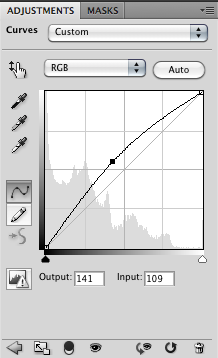 ADJUSTMENTS MASKS
Curves Custom
RGB Auto
Output: 141 Input: 109